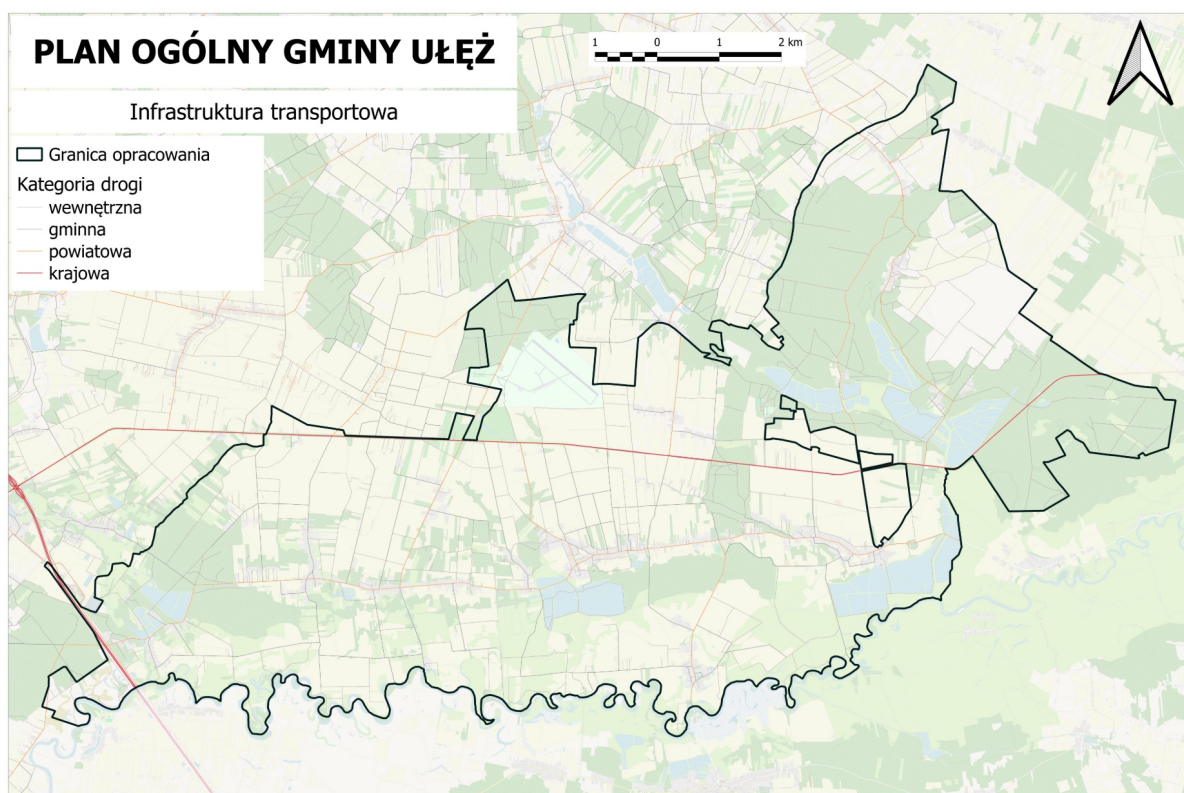 PLAN OGÓLNY GMINY UŁĘŻ
Infrastruktura transportowa
Granica opracowania
Kategoria drogi
wewnętrzna
gminna
powiatowa
krajowa
1 0 1 2 km